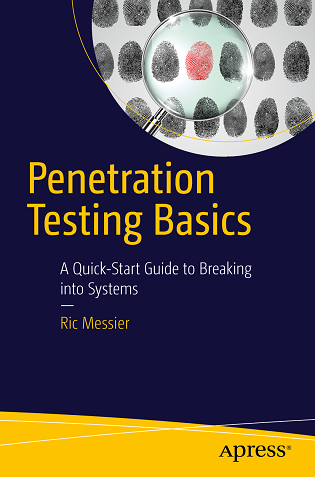 Penetration
Testing Basics
A Quick-Start Guide to Breaking
into Systems
—
Ric Messier
Apress®